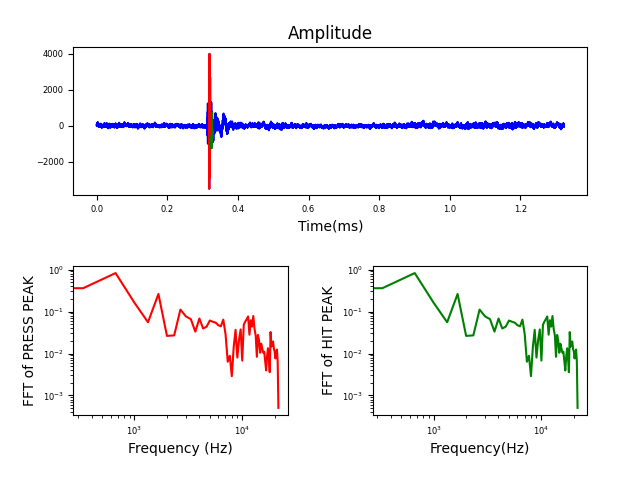 Amplitude
4000
2000
0
−2000
0.0 0.2 0.4 0.6 0.8 1.0 1.2
Time(ms)
FFT of PRESS PEAK
10⁰
10⁻¹
10⁻²
10⁻³
10³ 10⁴
Frequency (Hz)
FFT of HIT PEAK
10⁰
10⁻¹
10⁻²
10⁻³
10³ 10⁴
Frequency(Hz)